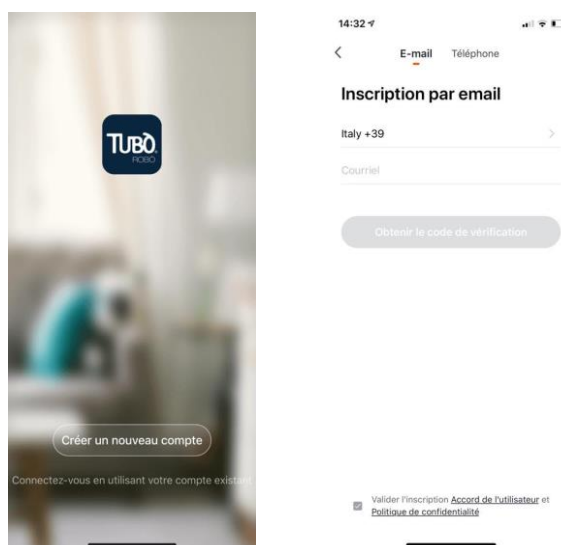 TUBÒ
ROBÒ
Créer un nouveau compte
Connectez-vous en utilisant votre compte existant
14:32
E-mail Téléphone
Inscription par email
Italy +39
Courriel
Obtenir le code de vérification
Valider l'inscription Accord de l'utilisateur et
Politique de confidentialité